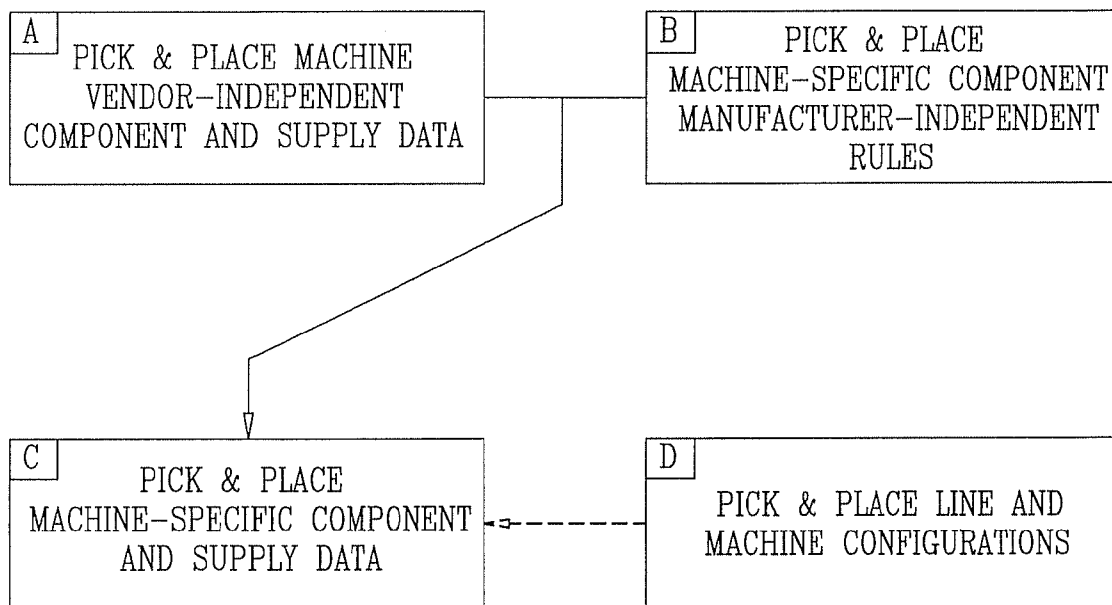 A
PICK & PLACE MACHINE
VENDOR-INDEPENDENT
COMPONENT AND SUPPLY DATA
B
PICK & PLACE
MACHINE-SPECIFIC COMPONENT
MANUFACTURER-INDEPENDENT
RULES
C
PICK & PLACE
MACHINE-SPECIFIC COMPONENT
AND SUPPLY DATA
D
PICK & PLACE LINE AND
MACHINE CONFIGURATIONS